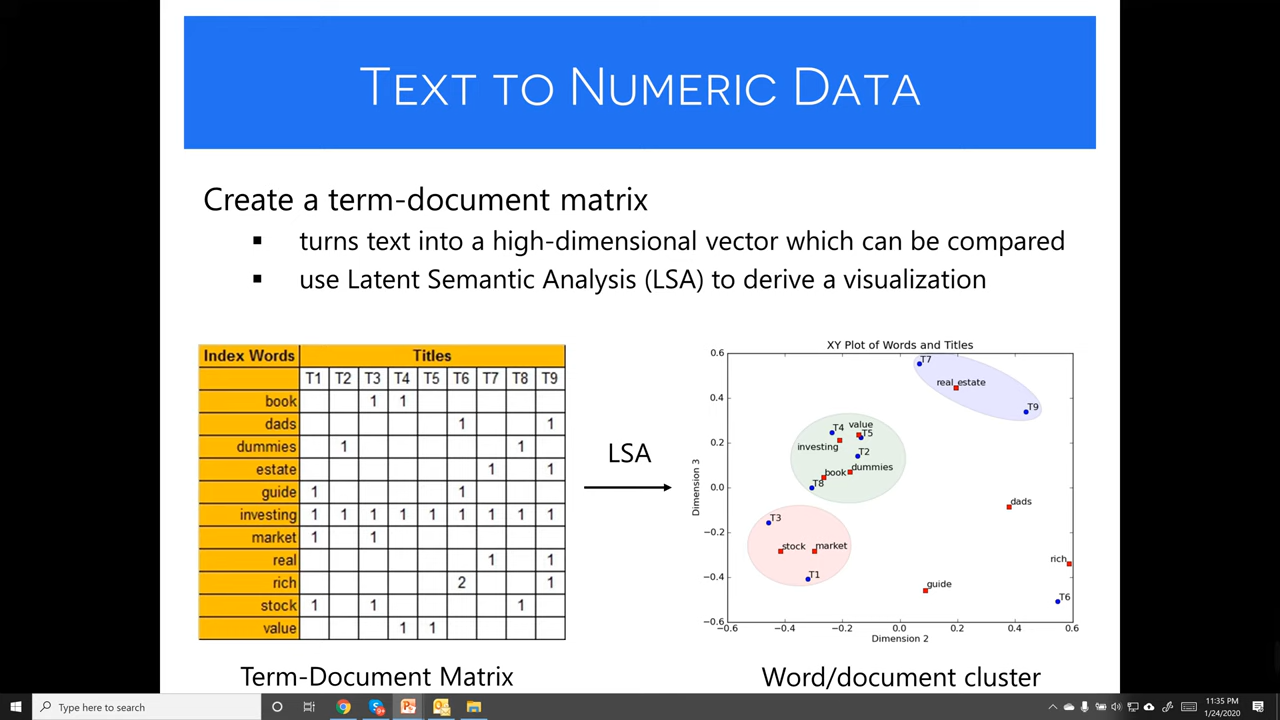 TEXT TO NUMERIC DATA
Create a term-document matrix
▪ turns text into a high-dimensional vector which can be compared
▪ use Latent Semantic Analysis (LSA) to derive a visualization
Index Words Titles
T1 T2 T3 T4 T5 T6 T7 T8 T9
book 1 1
dads 1 1
dummies 1 1
estate 1 1
guide 1 1
investing 1 1 1 1 1 1 1 1 1
market 1 1
real 1 1
rich 2 1
stock 1 1 1
value 1 1
Term-Document Matrix
LSA
XY Plot of Words and Titles
0.6
0.4
0.2
0.0
−0.2
−0.4
−0.6
Dimension 3
T7
real estate
T9
T4
value
T5
investing
T2
book
dummies
T8
dads
T3
stock
market
rich
T1
guide
T6
−0.6 −0.4 −0.2 0.0 0.2 0.4 0.6
Dimension 2
Word/document cluster
Type here to search
11:35 PM
1/24/2020